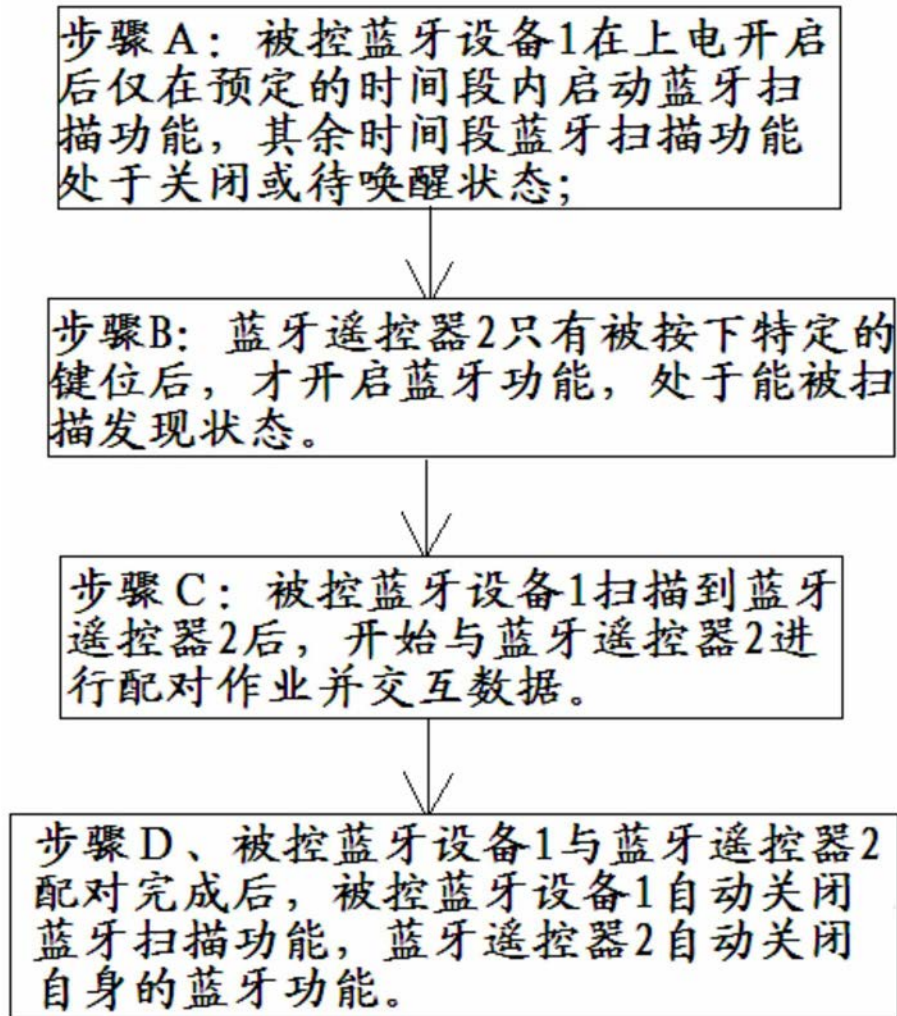 步骤A：被控蓝牙设备1在上电开启
后仅在预定的时间段内启动蓝牙扫
描功能，其余时间段蓝牙扫描功能
处于关闭或待唤醒状态；
步骤B：蓝牙遥控器2只有被按下特定的
键位后，才开启蓝牙功能，处于能被扫
描发现状态。
步骤C：被控蓝牙设备1扫描到蓝牙
遥控器2后，开始与蓝牙遥控器2进
行配对作业并交互数据。
步骤D、被控蓝牙设备1与蓝牙遥控器2
配对完成后，被控蓝牙设备1自动关闭
蓝牙扫描功能，蓝牙遥控器2自动关闭
自身的蓝牙功能。